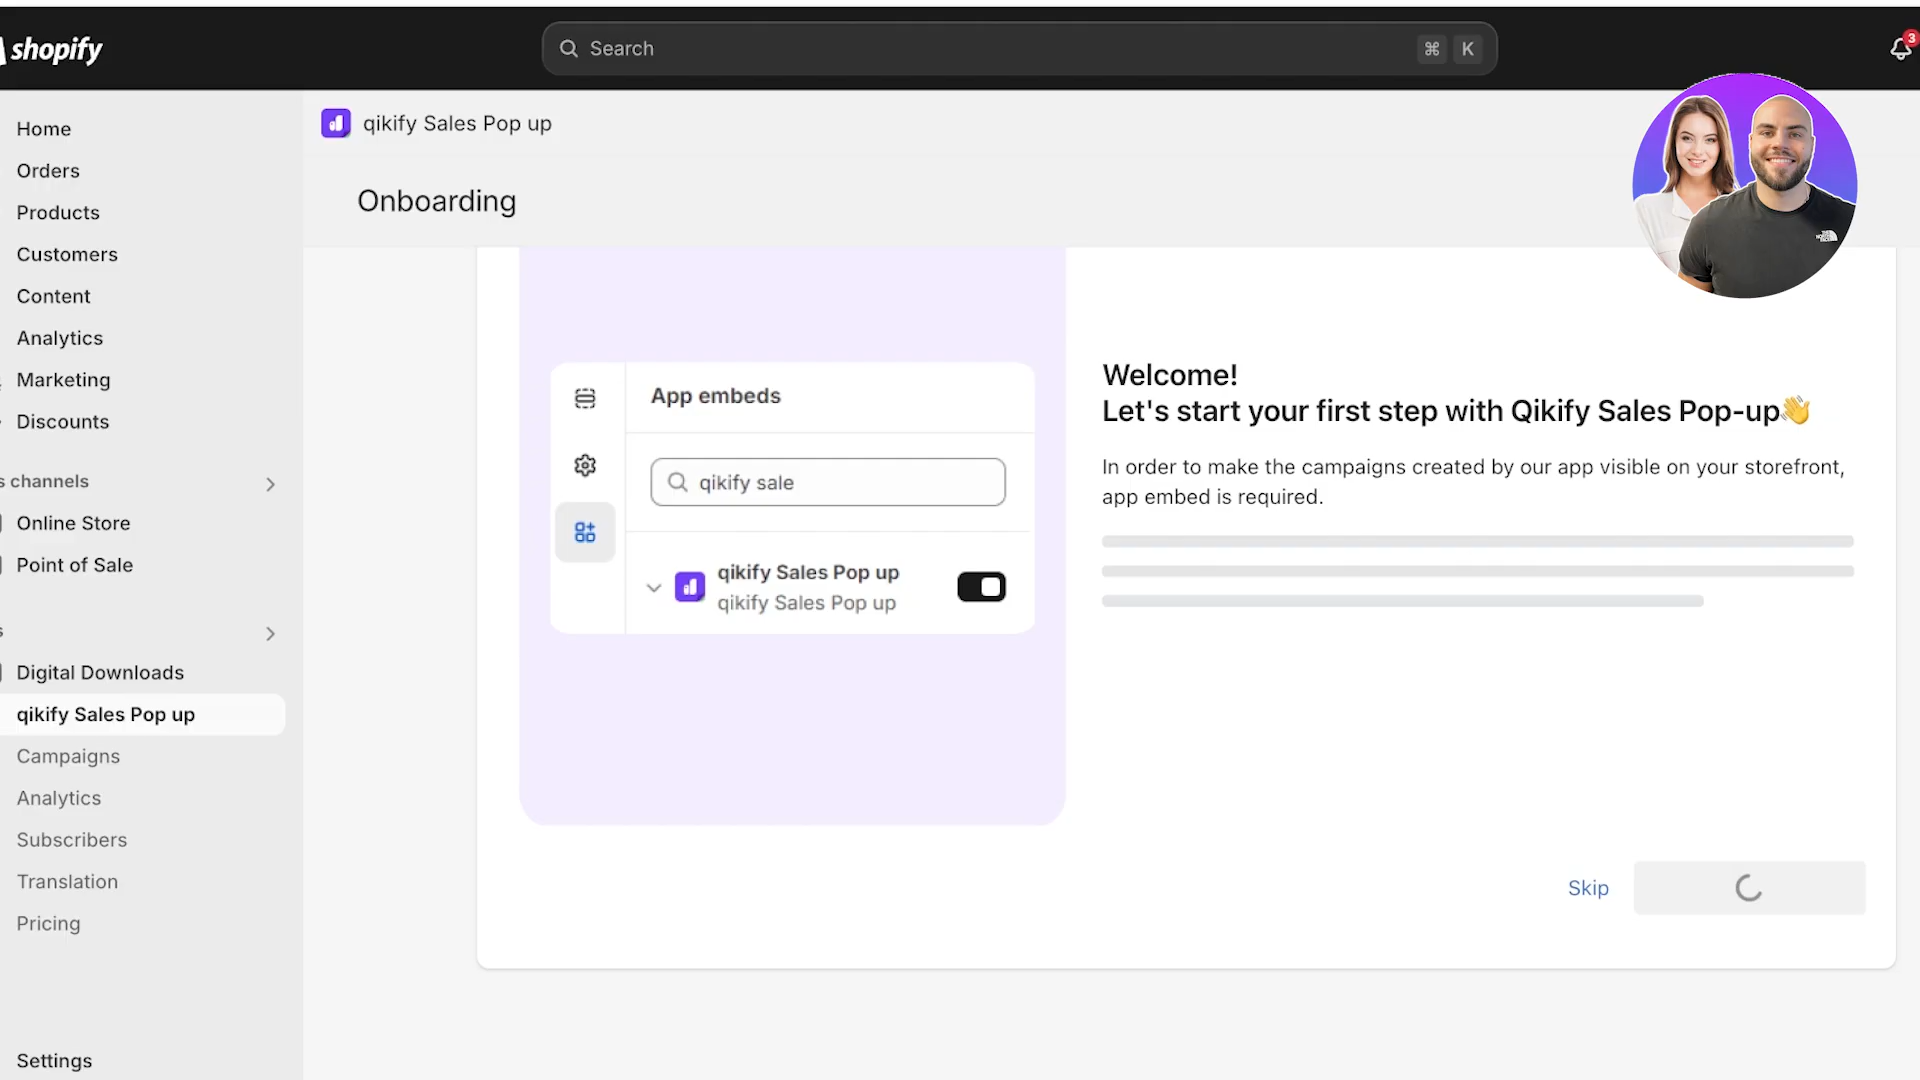 shopify
Search
⌘ K
3
Home
Orders
Products
Customers
Content
Analytics
Marketing
Discounts
s channels
Online Store
Point of Sale
s
Digital Downloads
qikify Sales Pop up
Campaigns
Analytics
Subscribers
Translation
Pricing
Settings
qikify Sales Pop up
Onboarding
App embeds
qikify sale
qikify Sales Pop up
qikify Sales Pop up
Welcome!
Let's start your first step with Qikify Sales Pop-up👋
In order to make the campaigns created by our app visible on your storefront,
app embed is required.
Skip
THE
NORTH
FACE